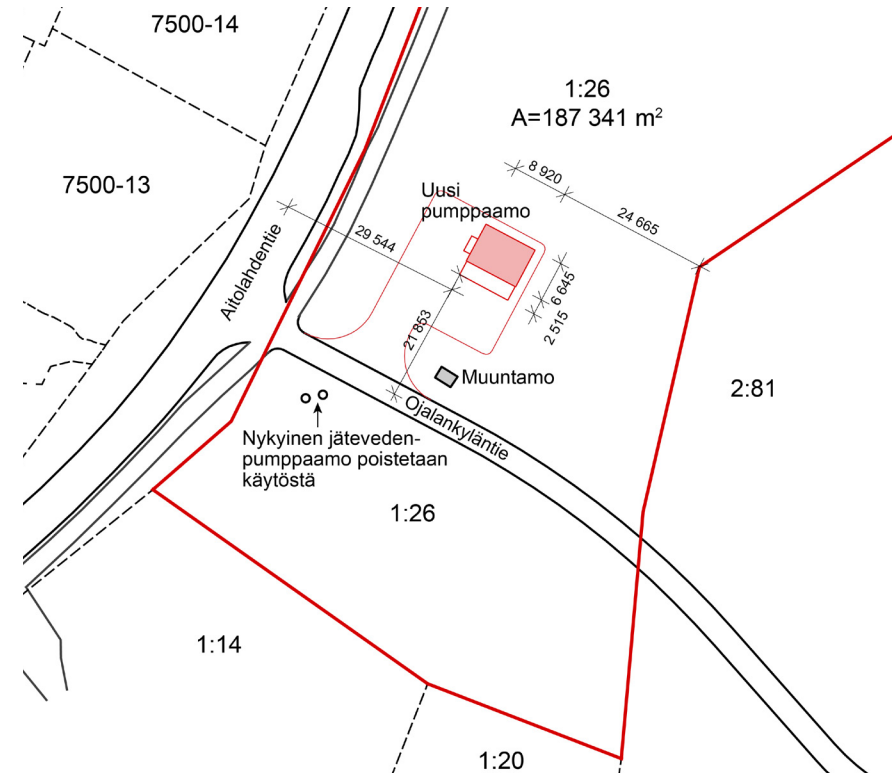 7500-14
1:26
A=187 341 m²
7500-13
8 920
24 665
Uusi
pumppaamo
29 544
Aitolahdentie
6 645
2 515
21 853
Muuntamo
2:81
Ojalankyläntie
Nykyinen jäteveden-
pumppaamo poistetaan
käytöstä
1:26
1:14
1:20